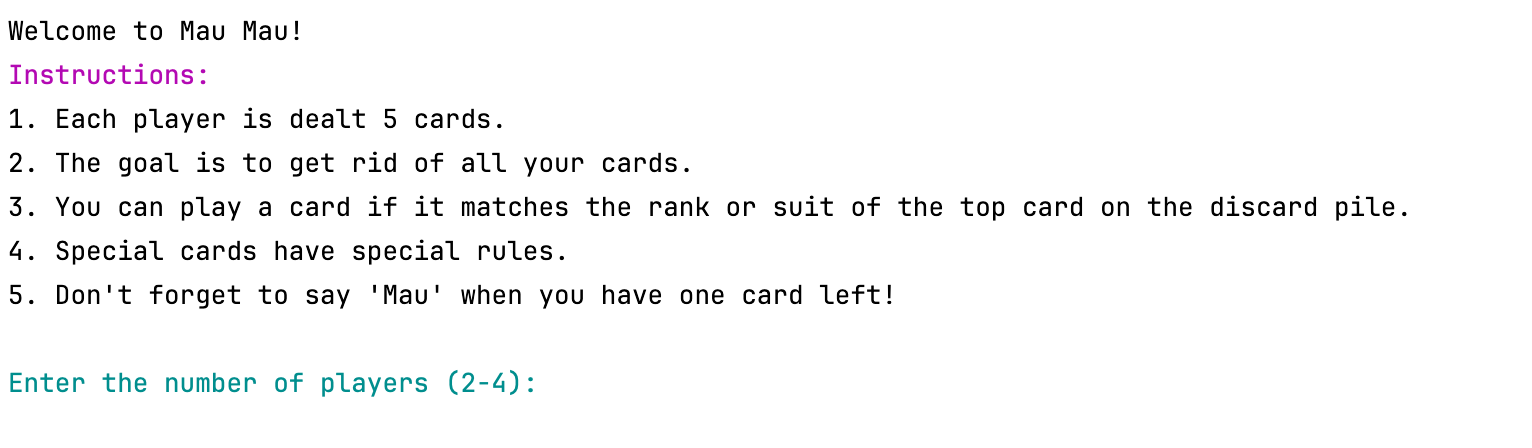 Welcome to Mau Mau!
Instructions:
1. Each player is dealt 5 cards.
2. The goal is to get rid of all your cards.
3. You can play a card if it matches the rank or suit of the top card on the discard pile.
4. Special cards have special rules.
5. Don't forget to say 'Mau' when you have one card left!
Enter the number of players (2-4):